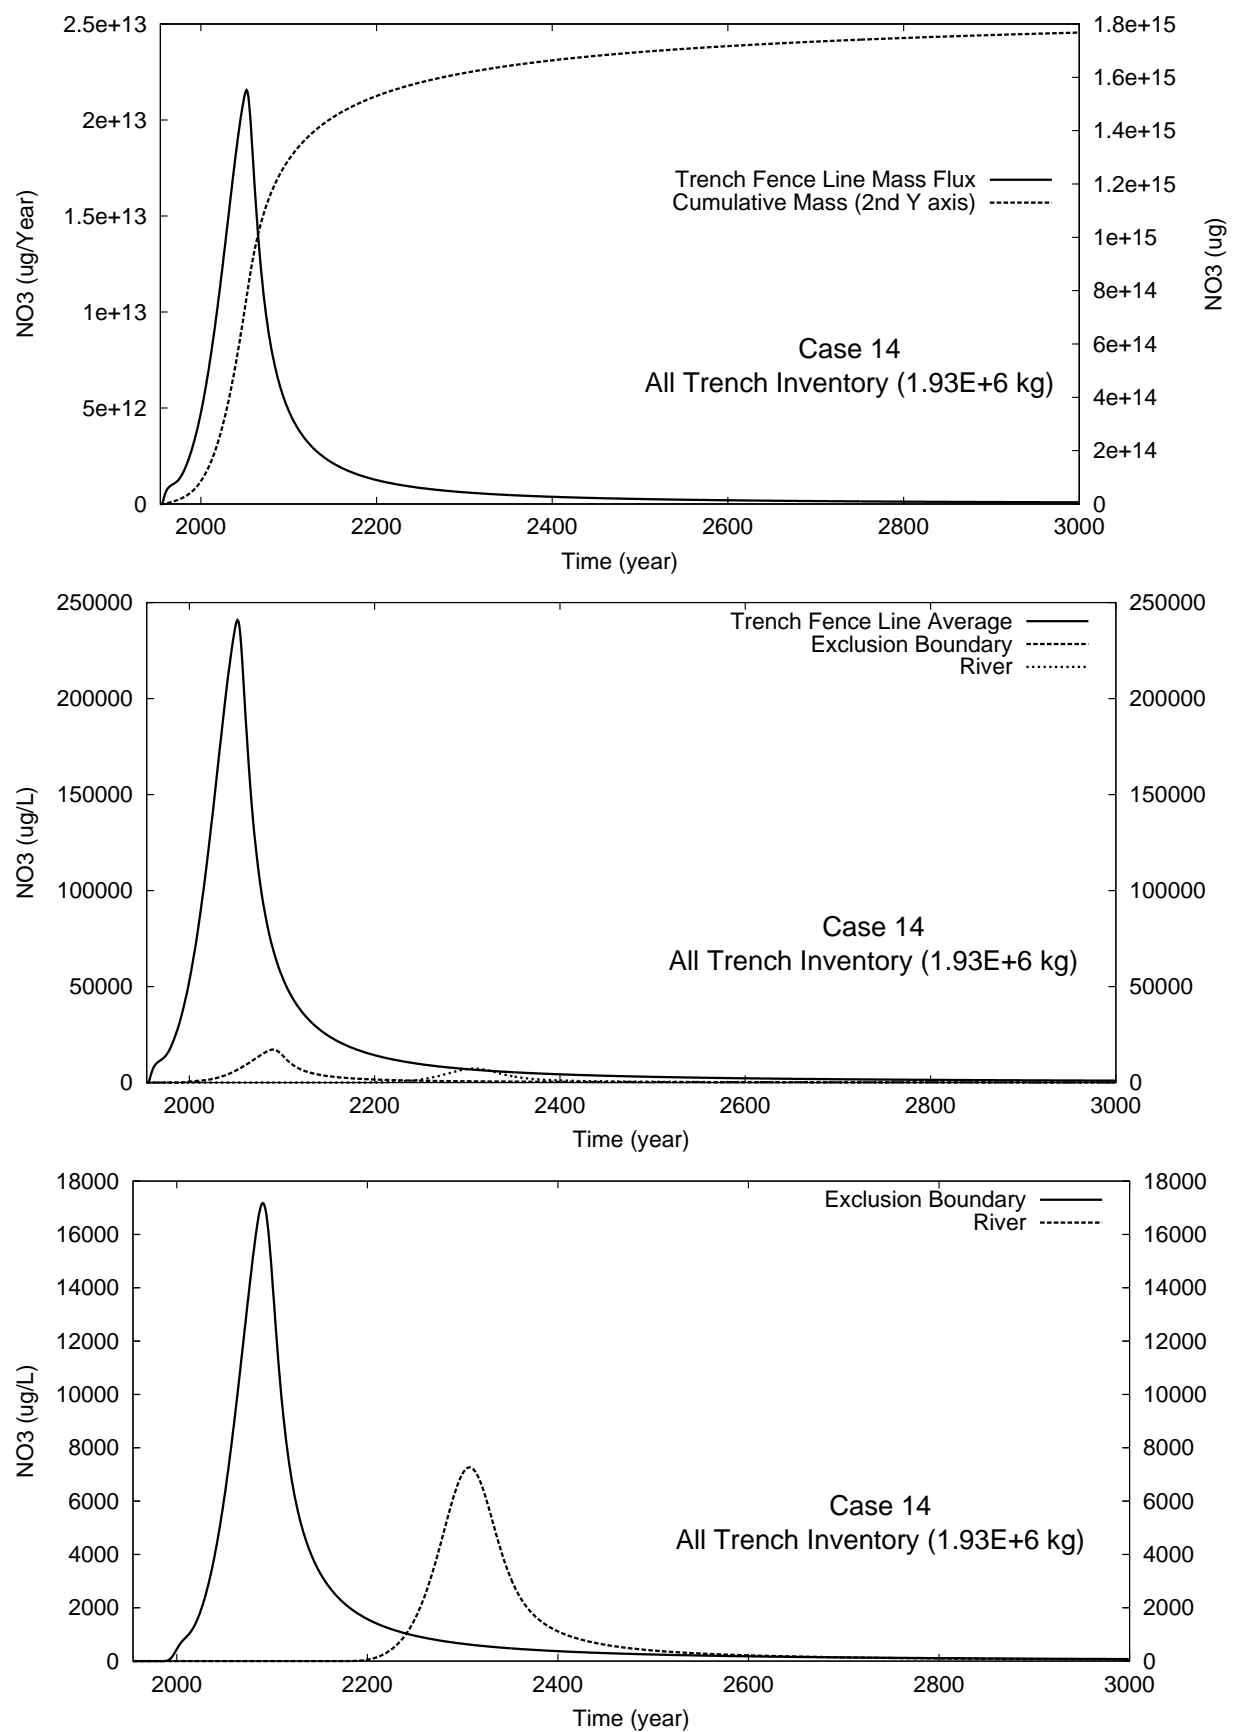 2.5e+13
2e+13
1.5e+13
1e+13
5e+12
0
1.8e+15
1.6e+15
1.4e+15
1.2e+15
1e+15
8e+14
6e+14
4e+14
2e+14
0
NO3 (ug/Year)
NO3 (ug)
Trench Fence Line Mass Flux
Cumulative Mass (2nd Y axis)
Case 14
All Trench Inventory (1.93E+6 kg)
2000 2200 2400 2600 2800 3000
Time (year)
250000
200000
150000
100000
50000
0
250000
200000
150000
100000
50000
0
NO3 (ug/L)
Trench Fence Line Average
Exclusion Boundary
River
Case 14
All Trench Inventory (1.93E+6 kg)
2000 2200 2400 2600 2800 3000
Time (year)
18000
16000
14000
12000
10000
8000
6000
4000
2000
0
18000
16000
14000
12000
10000
8000
6000
4000
2000
0
NO3 (ug/L)
Exclusion Boundary
River
Case 14
All Trench Inventory (1.93E+6 kg)
2000 2200 2400 2600 2800 3000
Time (year)